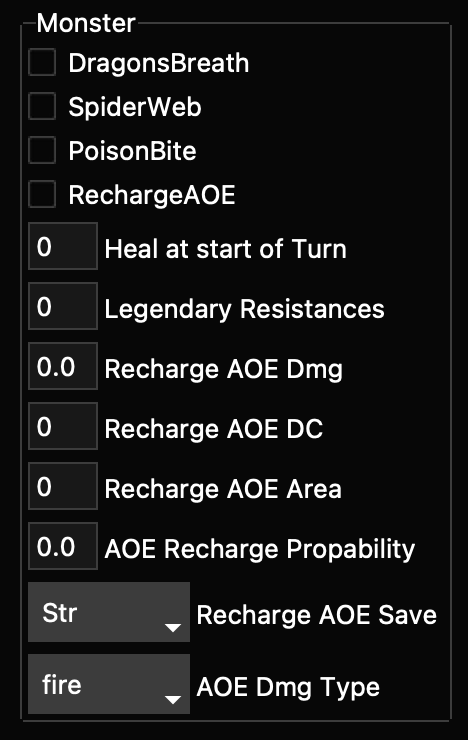 Monster
DragonsBreath
SpiderWeb
PoisonBite
RechargeAOE
0 Heal at start of Turn
0 Legendary Resistances
0.0 Recharge AOE Dmg
0 Recharge AOE DC
0 Recharge AOE Area
0.0 AOE Recharge Propability
Str Recharge AOE Save
fire AOE Dmg Type